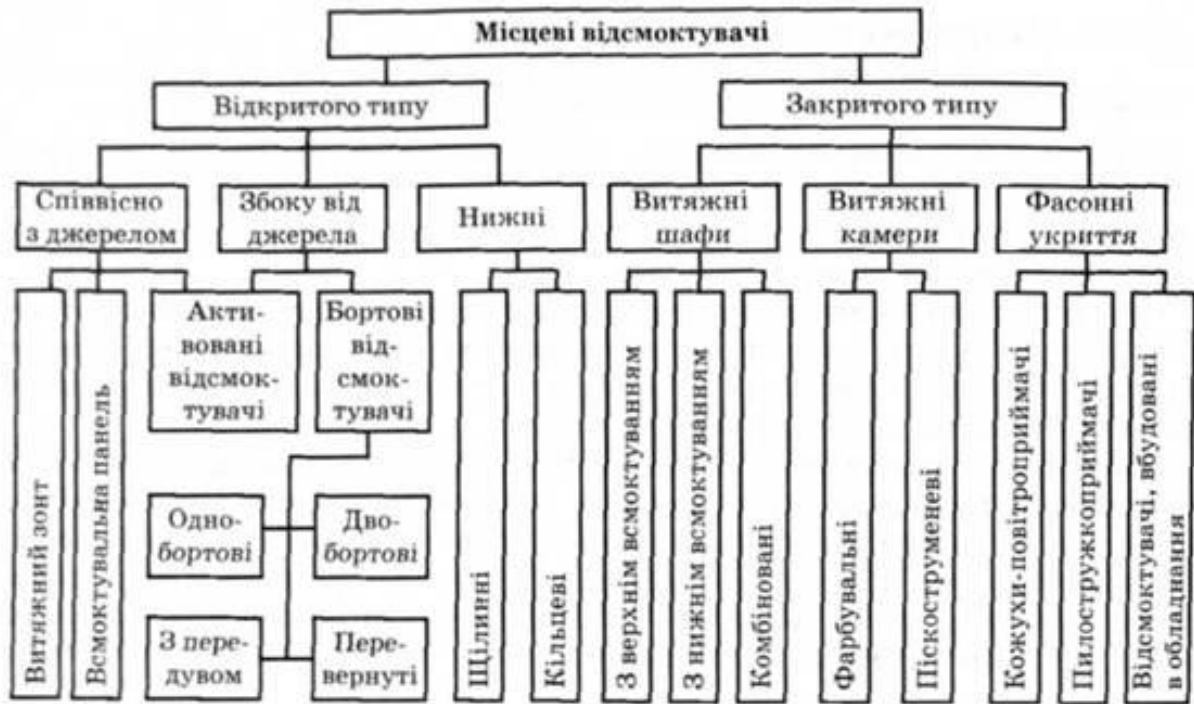 Місцеві відсмоктувачі
Відкритого типу
Закритого типу
Співвісно
з джерелом
Збоку від
джерела
Нижні
Витяжні
шафи
Витяжні
камери
Фасонні
укриття
Витяжний зонт
Всмоктувальна панель
Акти-
вовані
відсмок-
тувачі
Бортові
від-
смок-
тувачі
Одно-
бортові
Дво-
бортові
З пере-
дувом
Пере-
вернуті
Щілинні
Кільцеві
З верхнім всмоктуванням
З нижнім всмоктуванням
Комбіновані
Фарбувальні
Піскоструменеві
Кожухи-повітроприймачі
Пилостружкоприймачі
Відсмоктувачі, вбудовані
в обладнання